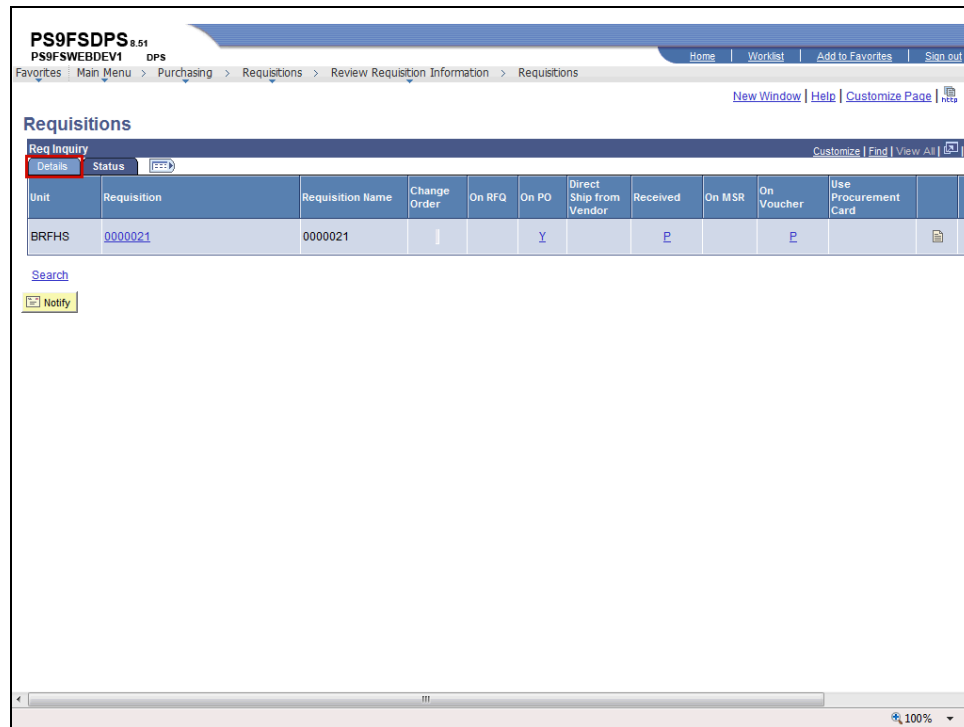 PS9FSDPS 8.51
PS9FSWEBDEV1 DPS
Home | Worklist | Add to Favorites | Sign out
Favorites Main Menu > Purchasing > Requisitions > Review Requisition Information > Requisitions
New Window | Help | Customize Page | http
Requisitions
Req Inquiry Customize | Find | View All |
Details Status
Unit Requisition Requisition Name Change Order On RFQ On PO Direct Ship from Vendor Received On MSR On Voucher Use Procurement Card
BRFHS 0000021 0000021 Y P P
Search
Notify
100%